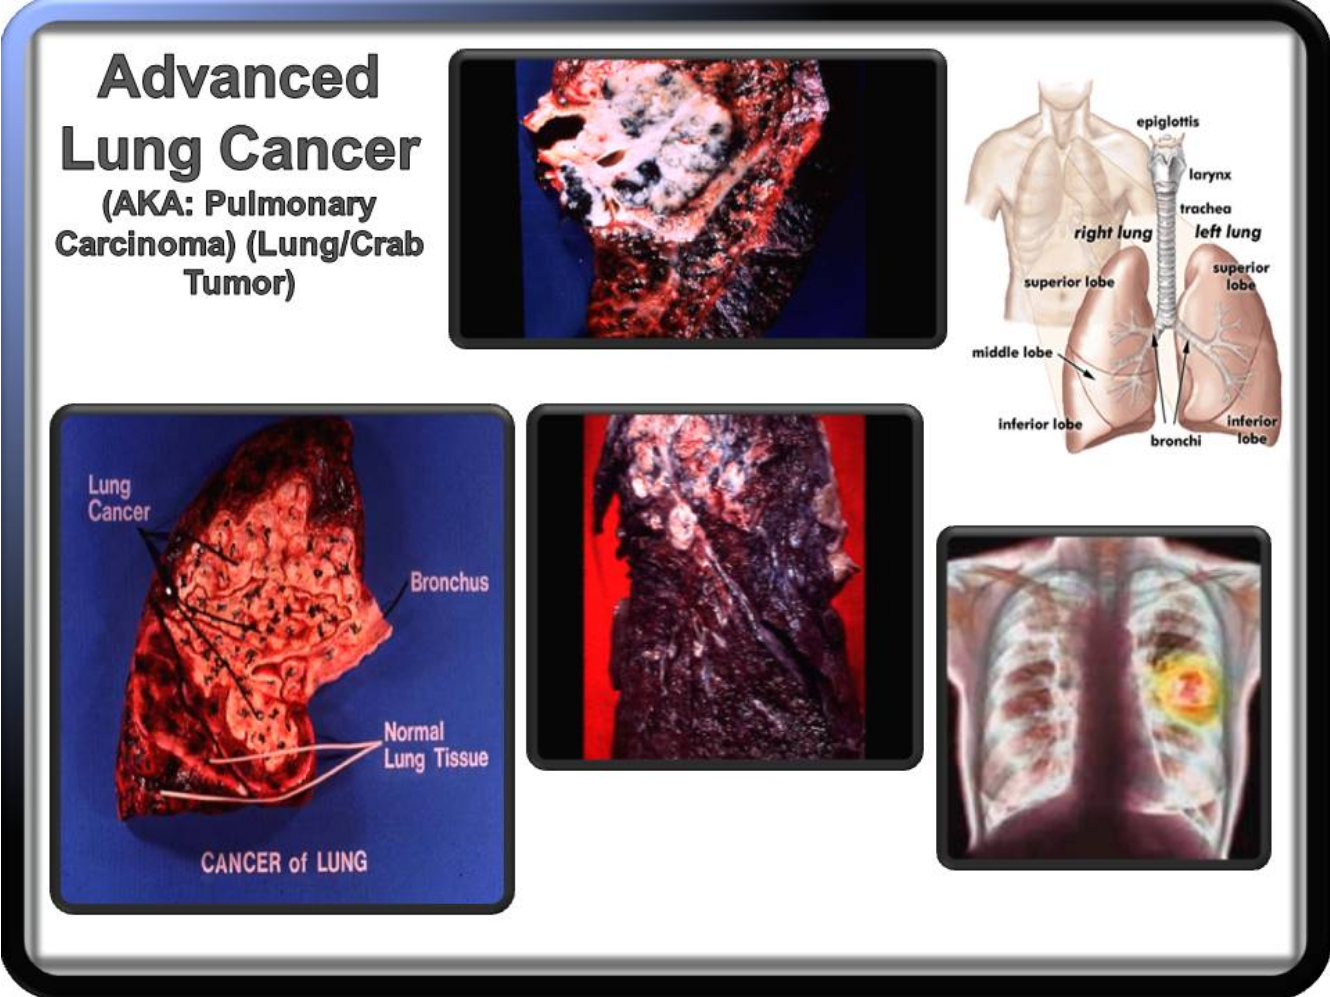 Advanced
Lung Cancer
(AKA: Pulmonary
Carcinoma) (Lung/Crab
Tumor)
epiglottis
larynx
trachea
right lung
left lung
superior lobe
superior
lobe
middle lobe
inferior lobe
bronchi
inferior
lobe
Lung
Cancer
Bronchus
Normal
Lung Tissue
CANCER of LUNG